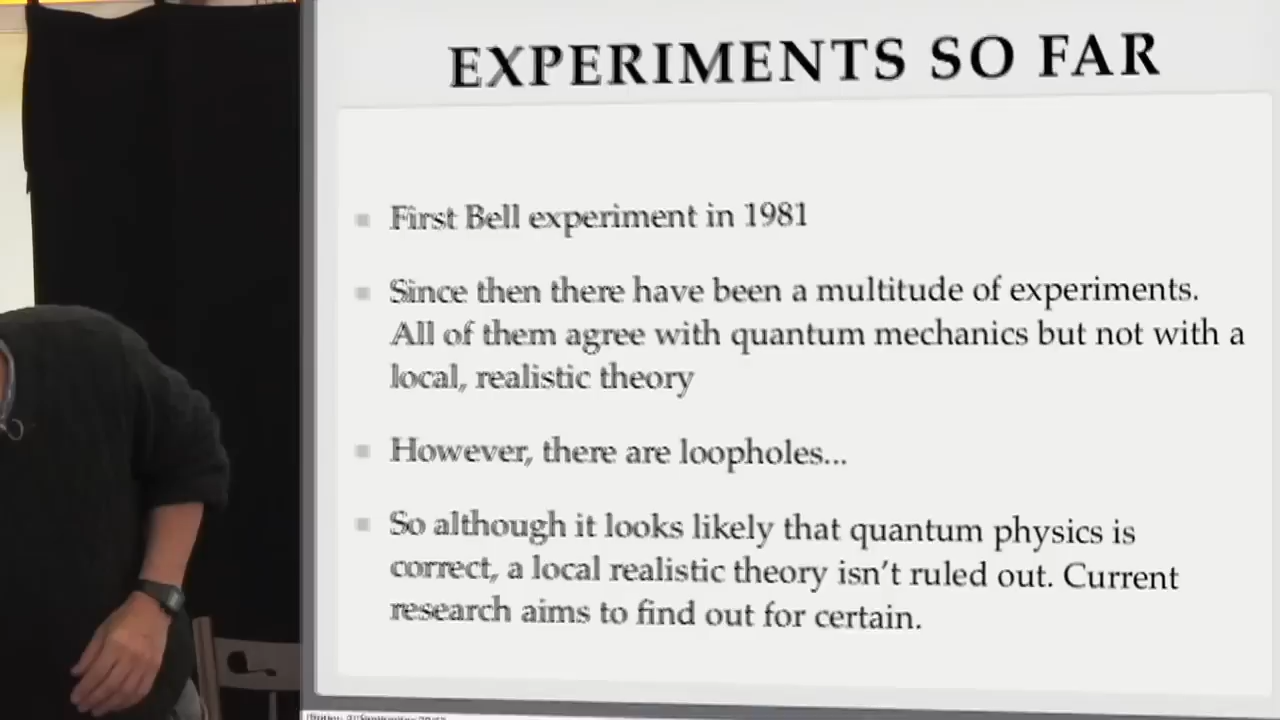 EXPERIMENTS SO FAR
First Bell experiment in 1981
Since then there have been a multitude of experiments.
All of them agree with quantum mechanics but not with a
local, realistic theory
However, there are loopholes...
So although it looks likely that quantum physics is
correct, a local realistic theory isn't ruled out. Current
research aims to find out for certain.